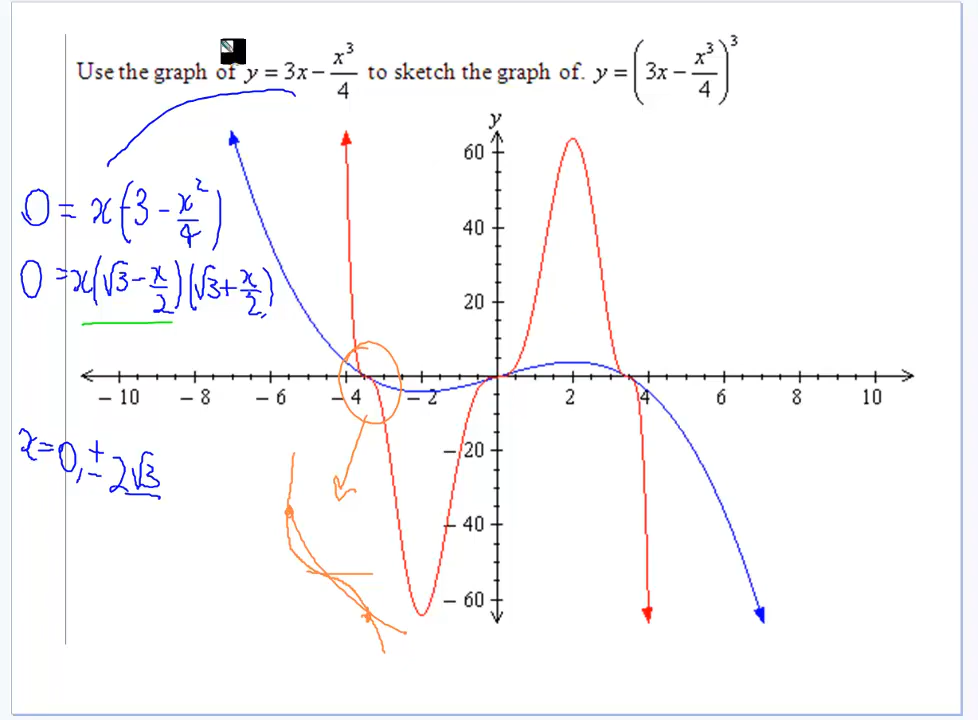 Use the graph of y = 3x − x³/4 to sketch the graph of. y = (3x − x³/4)³
y
60
40
20
−10 −8 −6 −4 −2 2 4 6 8 10
−20
−40
−60
0 = x(3 − x²/4)
0 = x(√3 − x/2)(√3 + x/2)
x = 0, ± 2√3